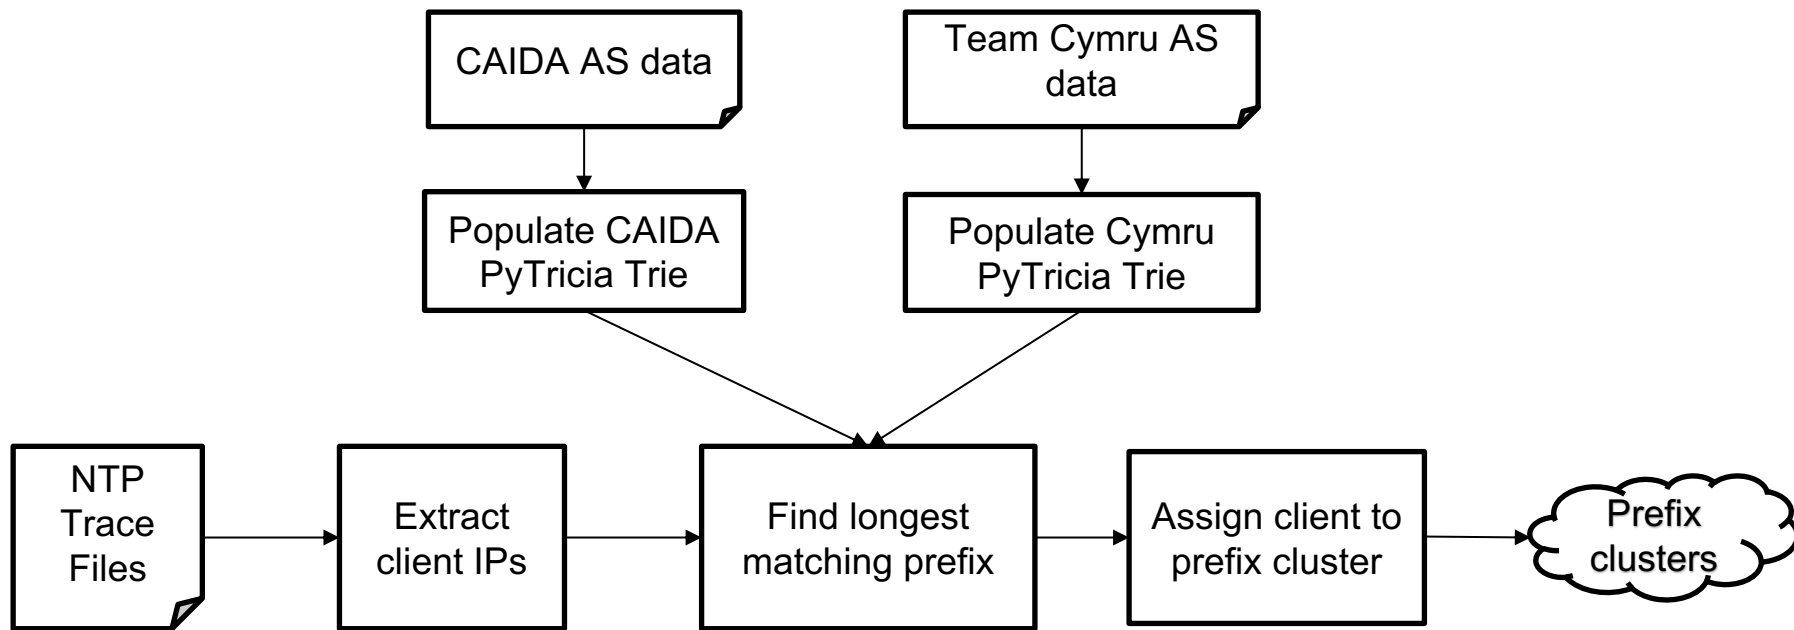 CAIDA AS data
Team Cymru AS
data
Populate CAIDA
PyTricia Trie
Populate Cymru
PyTricia Trie
NTP
Trace
Files
Extract
client IPs
Find longest
matching prefix
Assign client to
prefix cluster
Prefix
clusters